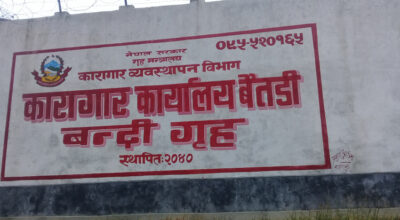 ०९५-५२०१६५
नेपाल सरकार
गृह मन्त्रालय
कारागार व्यवस्थापन विभाग
कारागार कार्यालय बैतडी
बन्दी गृह
स्थापितः२०४०